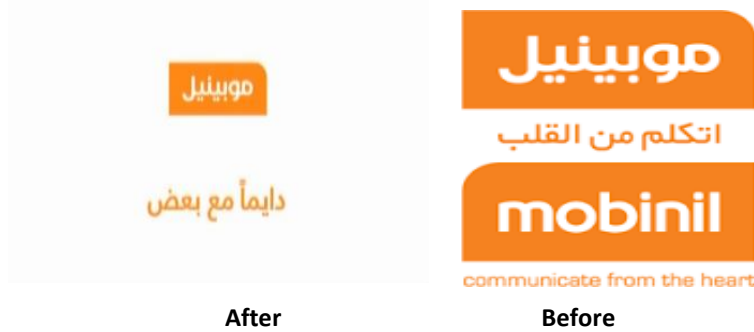 موبينيل
دايماً مع بعض
After
موبينيل
اتكلم من القلب
mobinil
communicate from the heart
Before